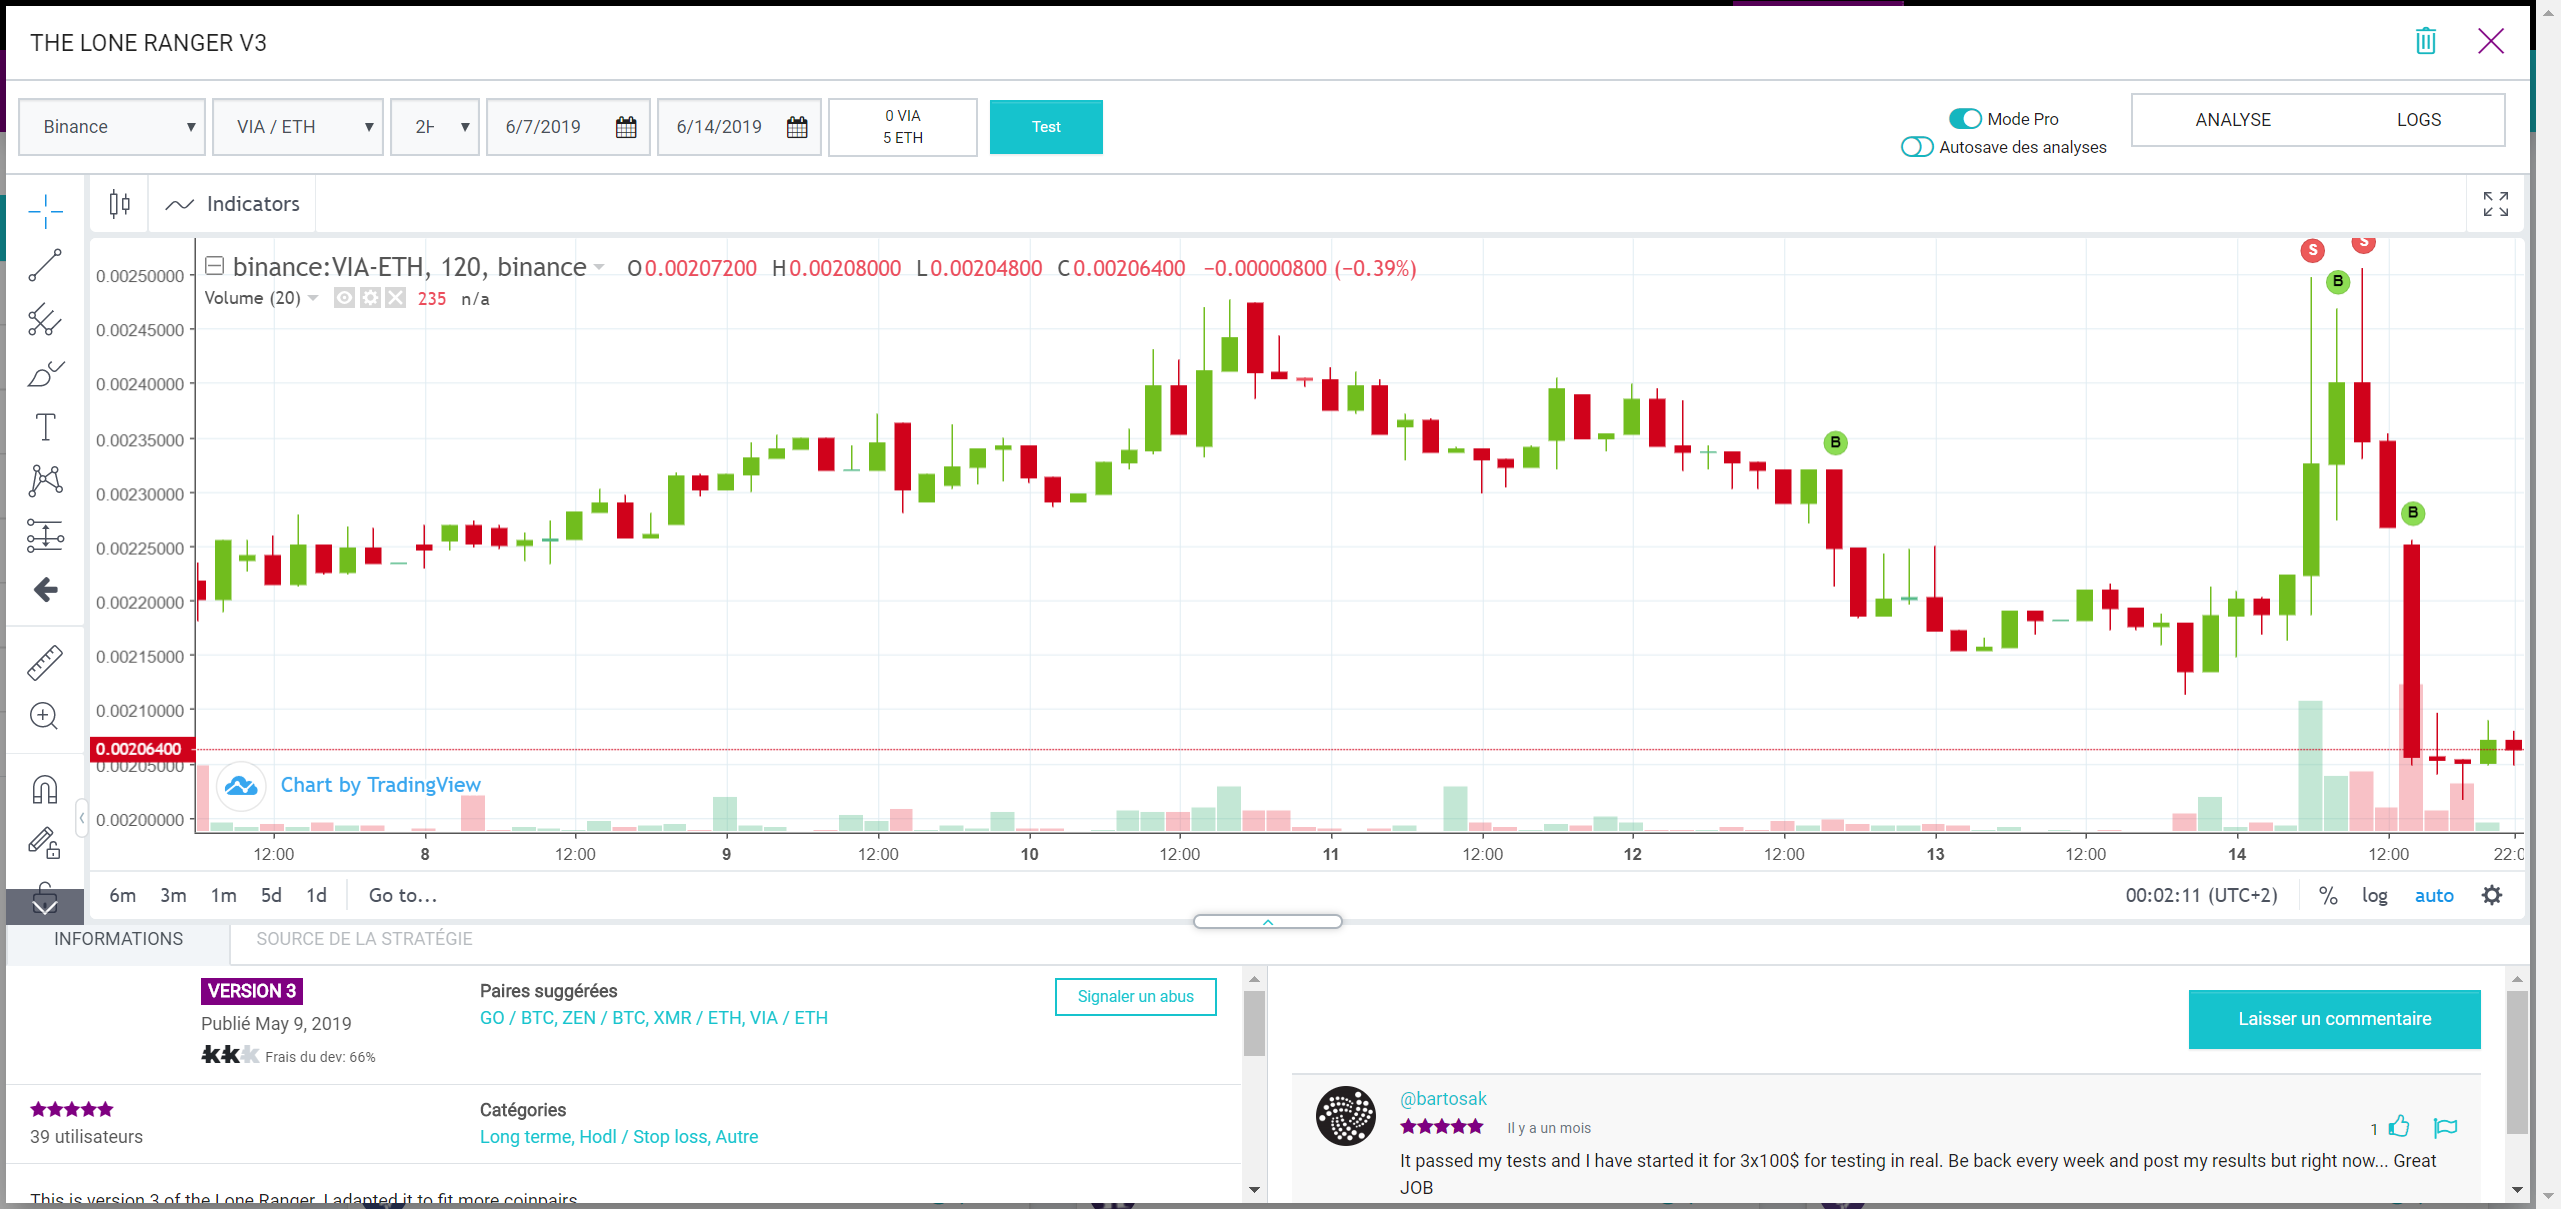 THE LONE RANGER V3
Binance
VIA / ETH
6/7/2019
6/14/2019
0 VIA
5 ETH
Test
Mode Pro
Autosave des analyses
ANALYSE
LOGS
Indicators
binance:VIA-ETH, 120, binance O0.00207200 H0.00208000 L0.00204800 C0.00206400 −0.00000800 (−0.39%)
Volume (20) 235 n/a
S
S
B
B
B
0.00250000
0.00245000
0.00240000
0.00235000
0.00230000
0.00225000
0.00220000
0.00215000
0.00210000
0.00206400
0.00205000
0.00200000
Chart by TradingView
12:00 8 12:00 9 12:00 10 12:00 11 12:00 12 12:00 13 12:00 14 12:00
6m 3m 1m 5d 1d Go to...
00:02:11 (UTC+2) % log auto
INFORMATIONS
SOURCE DE LA STRATÉGIE
VERSION 3
Publié May 9, 2019
Frais du dev: 66%
Paires suggérées
GO / BTC, ZEN / BTC, XMR / ETH, VIA / ETH
Signaler un abus
39 utilisateurs
Catégories
Long terme, Hodl / Stop loss, Autre
This is version 3 of the Lone Ranger. I adapted it to fit more coinpairs
Laisser un commentaire
@bartosak
Il y a un mois
1
It passed my tests and I have started it for 3x100$ for testing in real. Be back every week and post my results but right now... Great
JOB